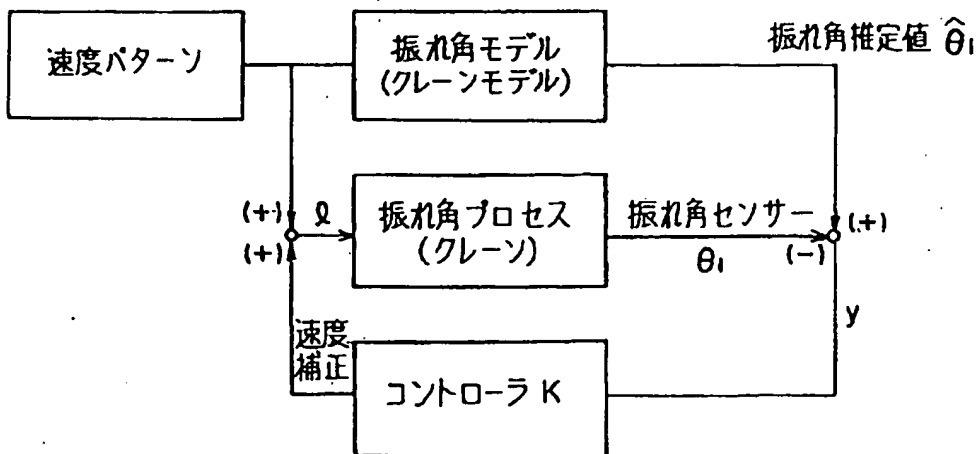 速度パターン
振れ角モデル
(クレーンモデル)
振れ角推定値 θ̂₁
(+)
(+)
ℓ
振れ角プロセス
(クレーン)
振れ角センサー
θ₁
(+)
(-)
y
速度
補正
コントローラ K